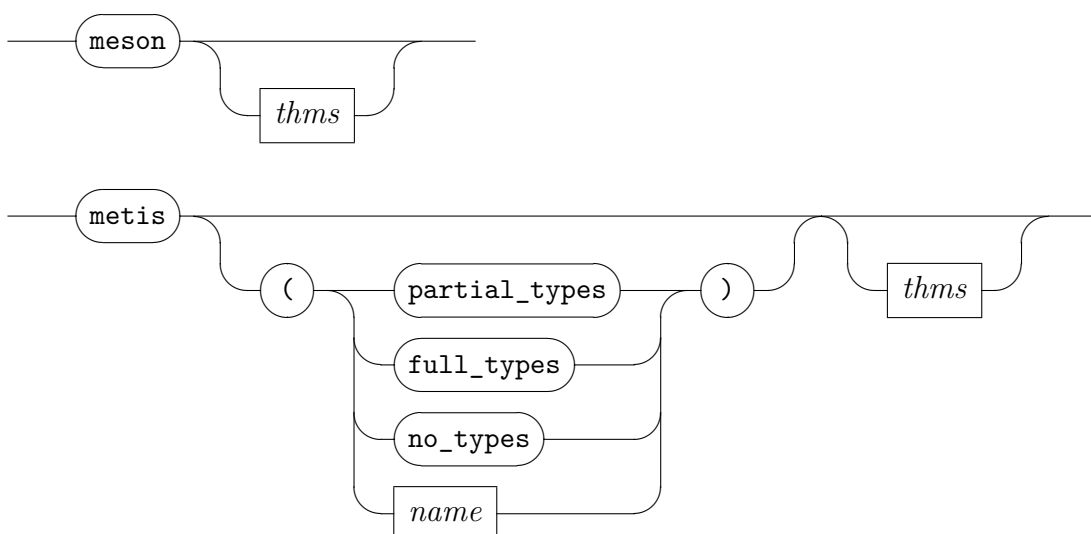 meson
thms
metis
( partial_types ) thms
full_types
no_types
name